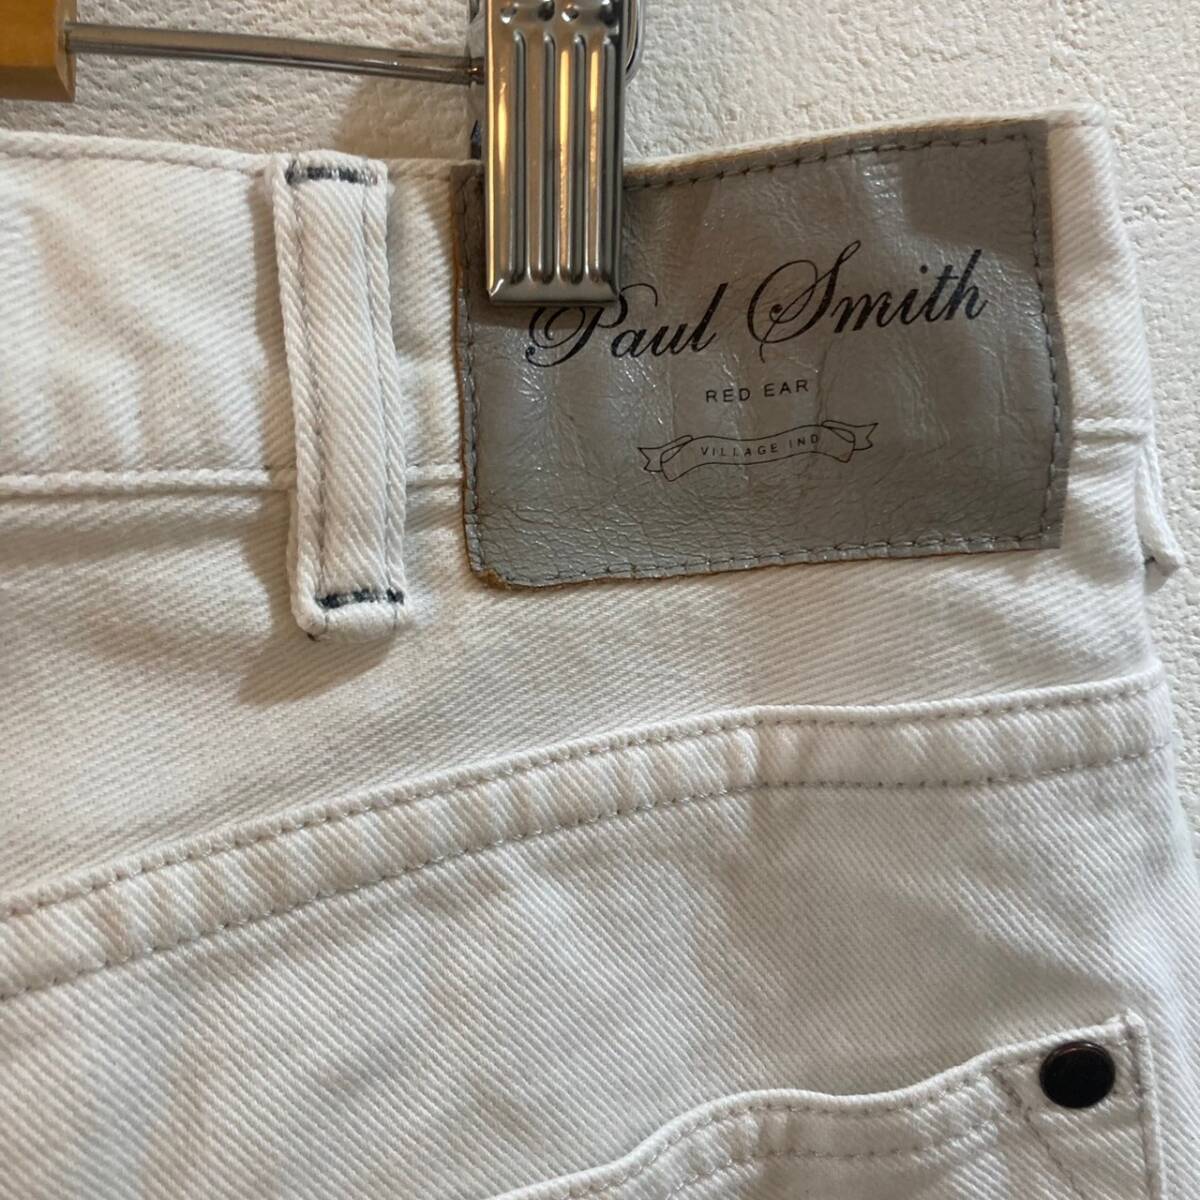 Paul Smith
RED EAR
VILLAGE IND